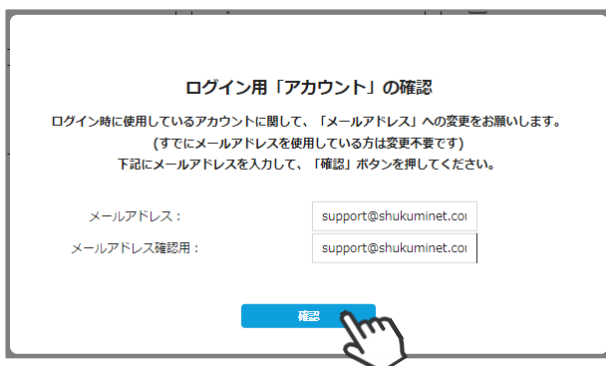 ログイン用「アカウント」の確認
ログイン時に使用しているアカウントに関して、「メールアドレス」への変更をお願いします。
(すでにメールアドレスを使用している方は変更不要です)
下記にメールアドレスを入力して、「確認」ボタンを押してください。
メールアドレス： support@shukuminet.co
メールアドレス確認用： support@shukuminet.co
確認